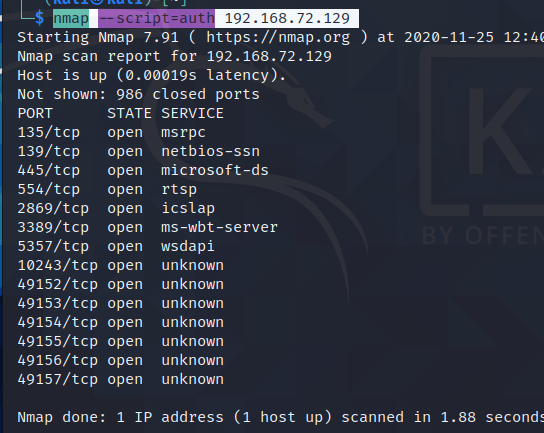 (kali㉿kali)-[~]
$ nmap --script-auth 192.168.72.129
Starting Nmap 7.91 ( https://nmap.org ) at 2020-11-25 12:40
Nmap scan report for 192.168.72.129
Host is up (0.00019s latency).
Not shown: 986 closed ports
PORT STATE SERVICE
135/tcp open msrpc
139/tcp open netbios-ssn
445/tcp open microsoft-ds
554/tcp open rtsp
2869/tcp open icslap
3389/tcp open ms-wbt-server
5357/tcp open wsdapi
10243/tcp open unknown
49152/tcp open unknown
49153/tcp open unknown
49154/tcp open unknown
49155/tcp open unknown
49156/tcp open unknown
49157/tcp open unknown
Nmap done: 1 IP address (1 host up) scanned in 1.88 seconds
K
BY OFFEN